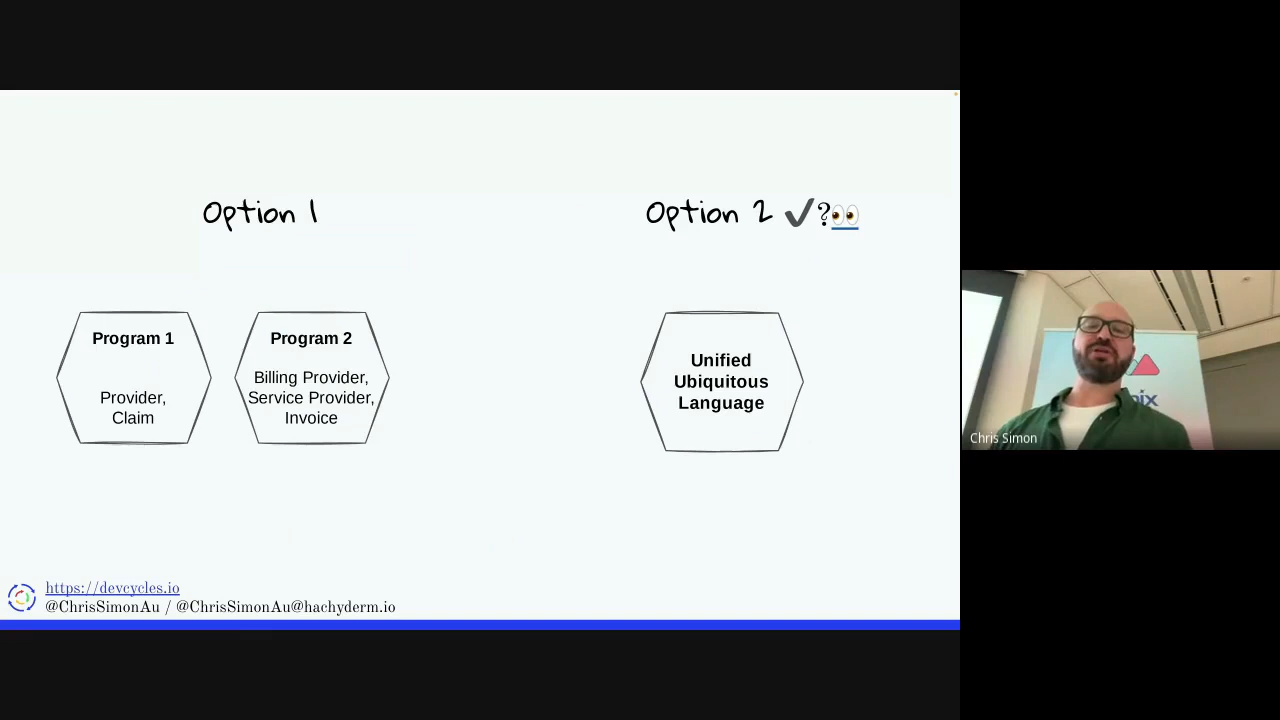 Option 1
Option 2 ✔?👀
Program 1
Provider,
Claim
Program 2
Billing Provider,
Service Provider,
Invoice
Unified
Ubiquitous
Language
https://devcycles.io
@ChrisSimonAu / @ChrisSimonAu@hachyderm.io
Chris Simon